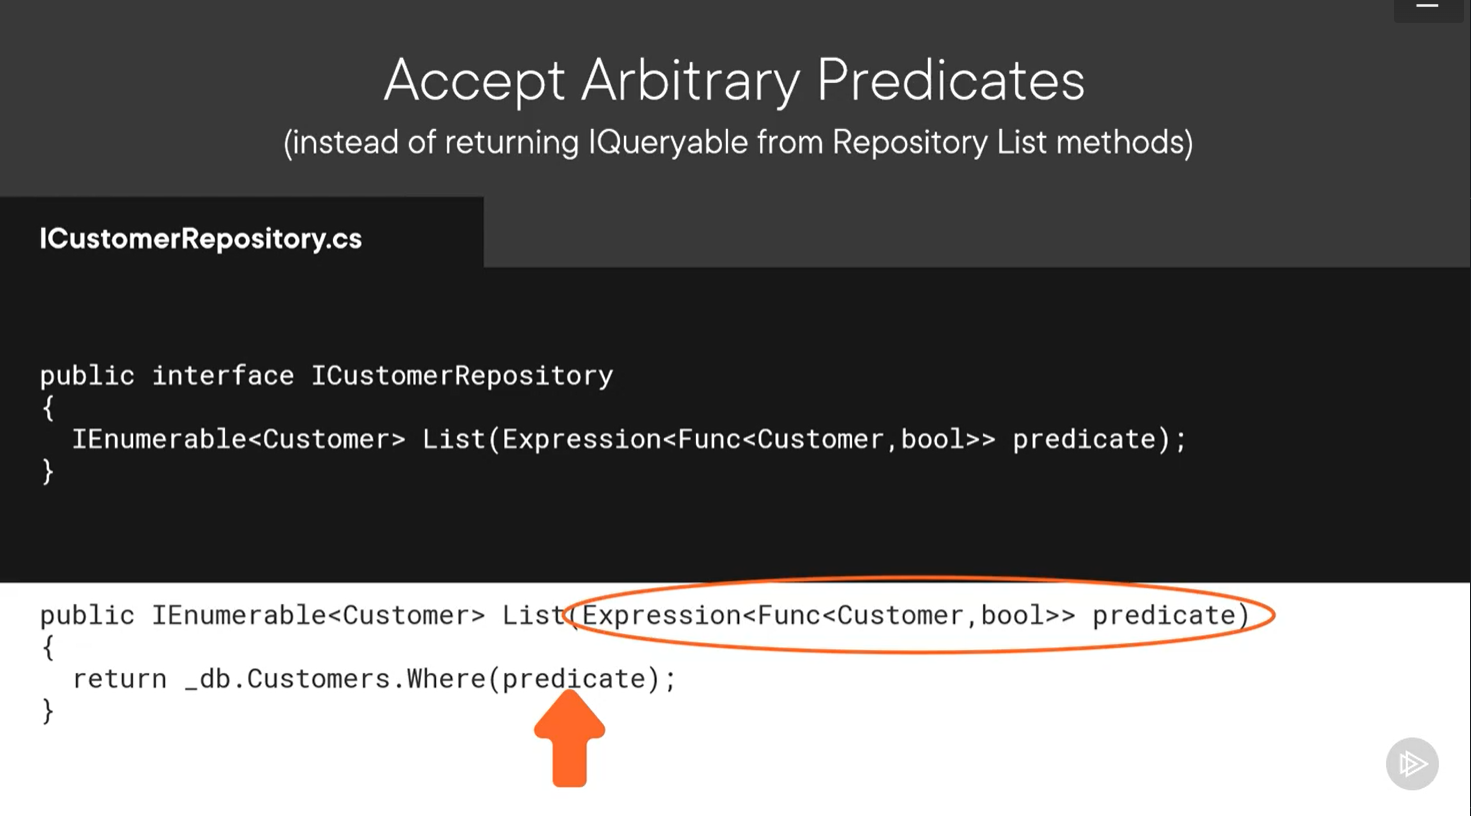 Accept Arbitrary Predicates
(instead of returning IQueryable from Repository List methods)
ICustomerRepository.cs
public interface ICustomerRepository
{
  IEnumerable<Customer> List(Expression<Func<Customer,bool>> predicate);
}
public IEnumerable<Customer> List(Expression<Func<Customer,bool>> predicate)
{
  return _db.Customers.Where(predicate);
}